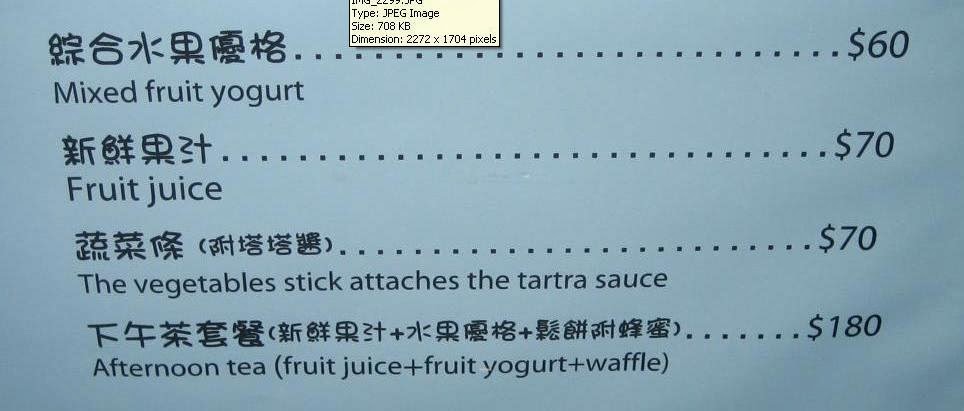 IMG_2299.JPG
Type: JPEG Image
Size: 708 KB
Dimension: 2272 x 1704 pixels
綜合水果優格............................$60
Mixed fruit yogurt
新鮮果汁................................$70
Fruit juice
蔬菜條 (附塔塔醬)........................$70
The vegetables stick attaches the tartra sauce
下午茶套餐(新鮮果汁+水果優格+鬆餅附蜂蜜).......$180
Afternoon tea (fruit juice+fruit yogurt+waffle)